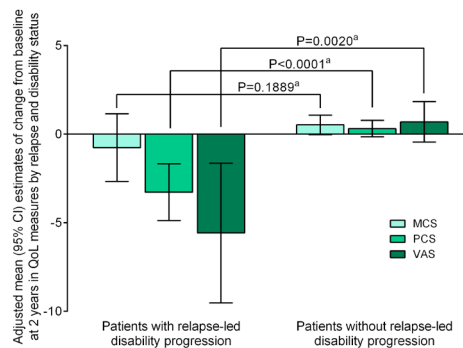 Adjusted mean (95% CI) estimates of change from baseline
at 2 years in QoL measures by relapse and disability status
5
0
-5
-10
P=0.0020a
P<0.0001a
P=0.1889a
MCS
PCS
VAS
Patients with relapse-led
disability progression
Patients without relapse-led
disability progression